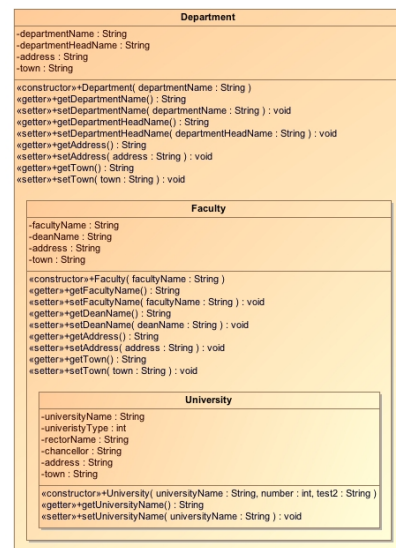 Department
-departmentName : String
-departmentHeadName : String
-address : String
-town : String
«constructor»+Department( departmentName : String )
«getter»+getDepartmentName() : String
«setter»+setDepartmentName( departmentName : String ) : void
«getter»+getDepartmentHeadName() : String
«setter»+setDepartmentHeadName( departmentHeadName : String ) : void
«getter»+getAddress() : String
«setter»+setAddress( address : String ) : void
«getter»+getTown() : String
«setter»+setTown( town : String ) : void
Faculty
-facultyName : String
-deanName : String
-address : String
-town : String
«constructor»+Faculty( facultyName : String )
«getter»+getFacultyName() : String
«setter»+setFacultyName( facultyName : String ) : void
«getter»+getDeanName() : String
«setter»+setDeanName( deanName : String ) : void
«getter»+getAddress() : String
«setter»+setAddress( address : String ) : void
«getter»+getTown() : String
«setter»+setTown( town : String ) : void
University
-universityName : String
-univeristyType : int
-rectorName : String
-chancellor : String
-address : String
-town : String
«constructor»+University( universityName : String, number : int, test2 : String )
«getter»+getUniversityName() : String
«setter»+setUniversityName( universityName : String ) : void